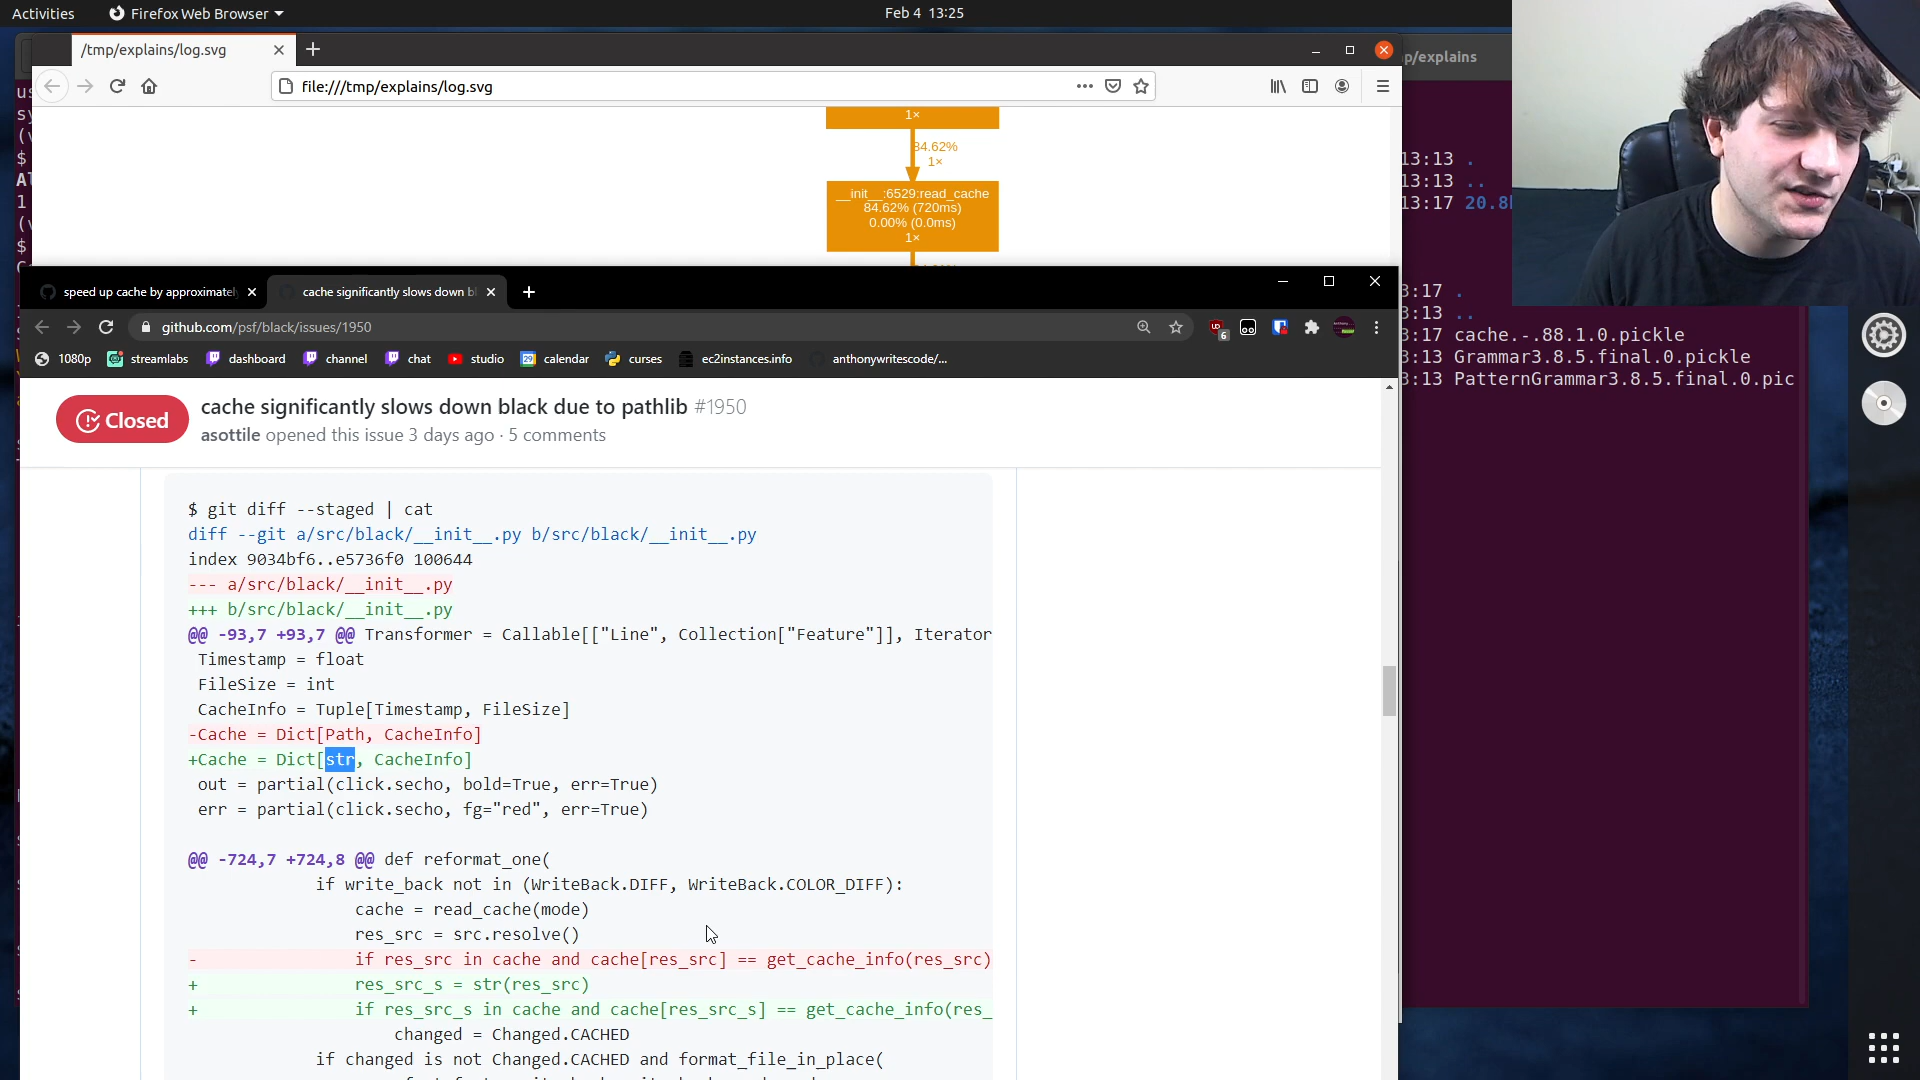 Activities
Firefox Web Browser
Feb 4 13:25
/tmp/explains/log.svg
file:///tmp/explains/log.svg
p/explains
1×
84.62%
1×
__init__:6529:read_cache
84.62% (720ms)
0.00% (0.0ms)
1×
13:13 .
13:13 ..
13:17 20.8
3:17 .
3:13 ..
3:17 cache.-.88.1.0.pickle
3:13 Grammar3.8.5.final.0.pickle
3:13 PatternGrammar3.8.5.final.0.pic
speed up cache by approximatel
cache significantly slows down bl
github.com/psf/black/issues/1950
6
1080p
streamlabs
dashboard
channel
chat
studio
calendar
curses
ec2instances.info
anthonywritescode/...
Closed
cache significantly slows down black due to pathlib #1950
asottile opened this issue 3 days ago · 5 comments
$ git diff --staged | cat
diff --git a/src/black/__init__.py b/src/black/__init__.py
index 9034bf6..e5736f0 100644
--- a/src/black/__init__.py
+++ b/src/black/__init__.py
@@ -93,7 +93,7 @@ Transformer = Callable[["Line", Collection["Feature"]], Iterator
Timestamp = float
FileSize = int
CacheInfo = Tuple[Timestamp, FileSize]
-Cache = Dict[Path, CacheInfo]
+Cache = Dict[str, CacheInfo]
out = partial(click.secho, bold=True, err=True)
err = partial(click.secho, fg="red", err=True)
@@ -724,7 +724,8 @@ def reformat_one(
if write_back not in (WriteBack.DIFF, WriteBack.COLOR_DIFF):
cache = read_cache(mode)
res_src = src.resolve()
- if res_src in cache and cache[res_src] == get_cache_info(res_src)
+ res_src_s = str(res_src)
+ if res_src_s in cache and cache[res_src_s] == get_cache_info(res_
changed = Changed.CACHED
if changed is not Changed.CACHED and format_file_in_place(